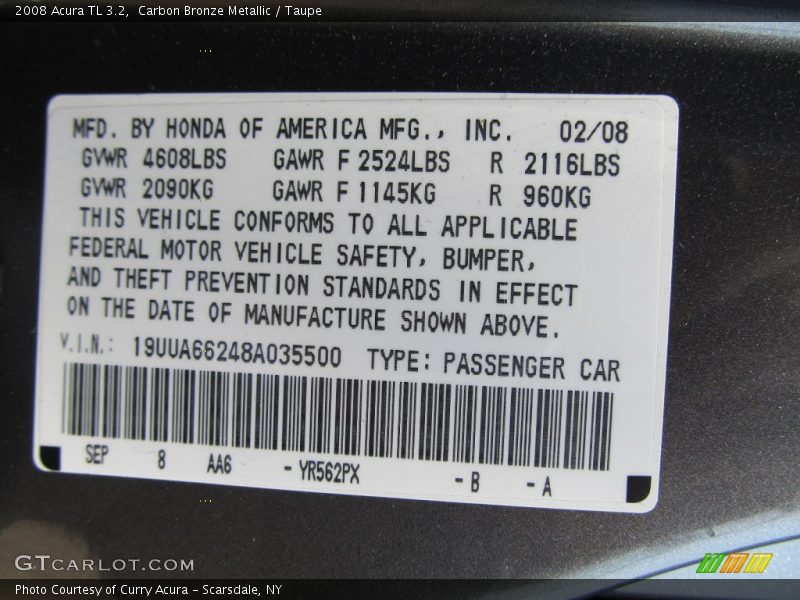 2008 Acura TL 3.2,  Carbon Bronze Metallic / Taupe
MFD. BY HONDA OF AMERICA MFG., INC. 02/08
GVWR 4608LBS GAWR F 2524LBS R 2116LBS
GVWR 2090KG GAWR F 1145KG R 960KG
THIS VEHICLE CONFORMS TO ALL APPLICABLE
FEDERAL MOTOR VEHICLE SAFETY, BUMPER,
AND THEFT PREVENTION STANDARDS IN EFFECT
ON THE DATE OF MANUFACTURE SHOWN ABOVE.
V.I.N.: 19UUA66248A035500 TYPE: PASSENGER CAR
SEP 8 AA6 - YR562PX - B - A
GTCARLOT.COM
Photo Courtesy of Curry Acura - Scarsdale, NY